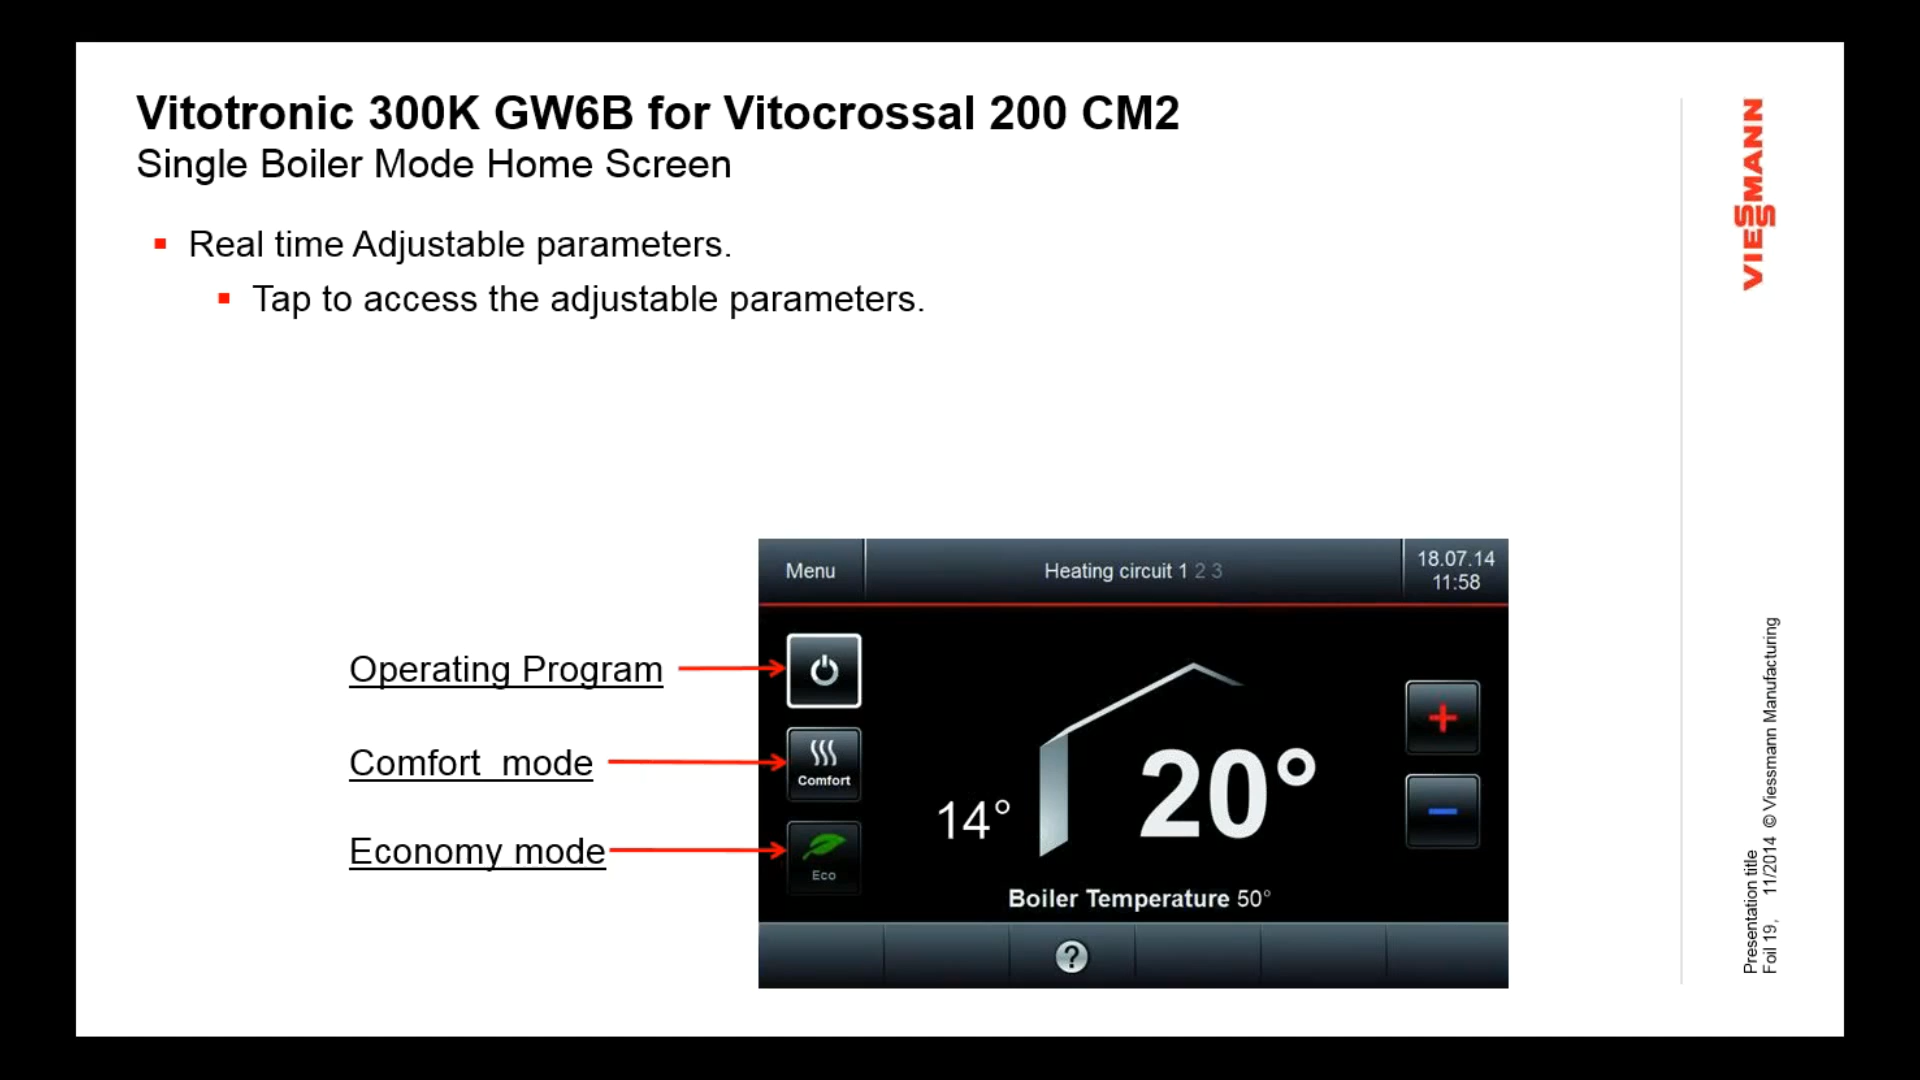 Vitotronic 300K GW6B for Vitocrossal 200 CM2
Single Boiler Mode Home Screen
Real time Adjustable parameters.
Tap to access the adjustable parameters.
VIESSMANN
Menu
Heating circuit 1 2 3
18.07.14
11:58
Operating Program
Comfort mode
Comfort
Economy mode
Eco
14°
20°
+
−
Boiler Temperature 50°
?
Presentation title
Foil 19, 11/2014 © Viessmann Manufacturing